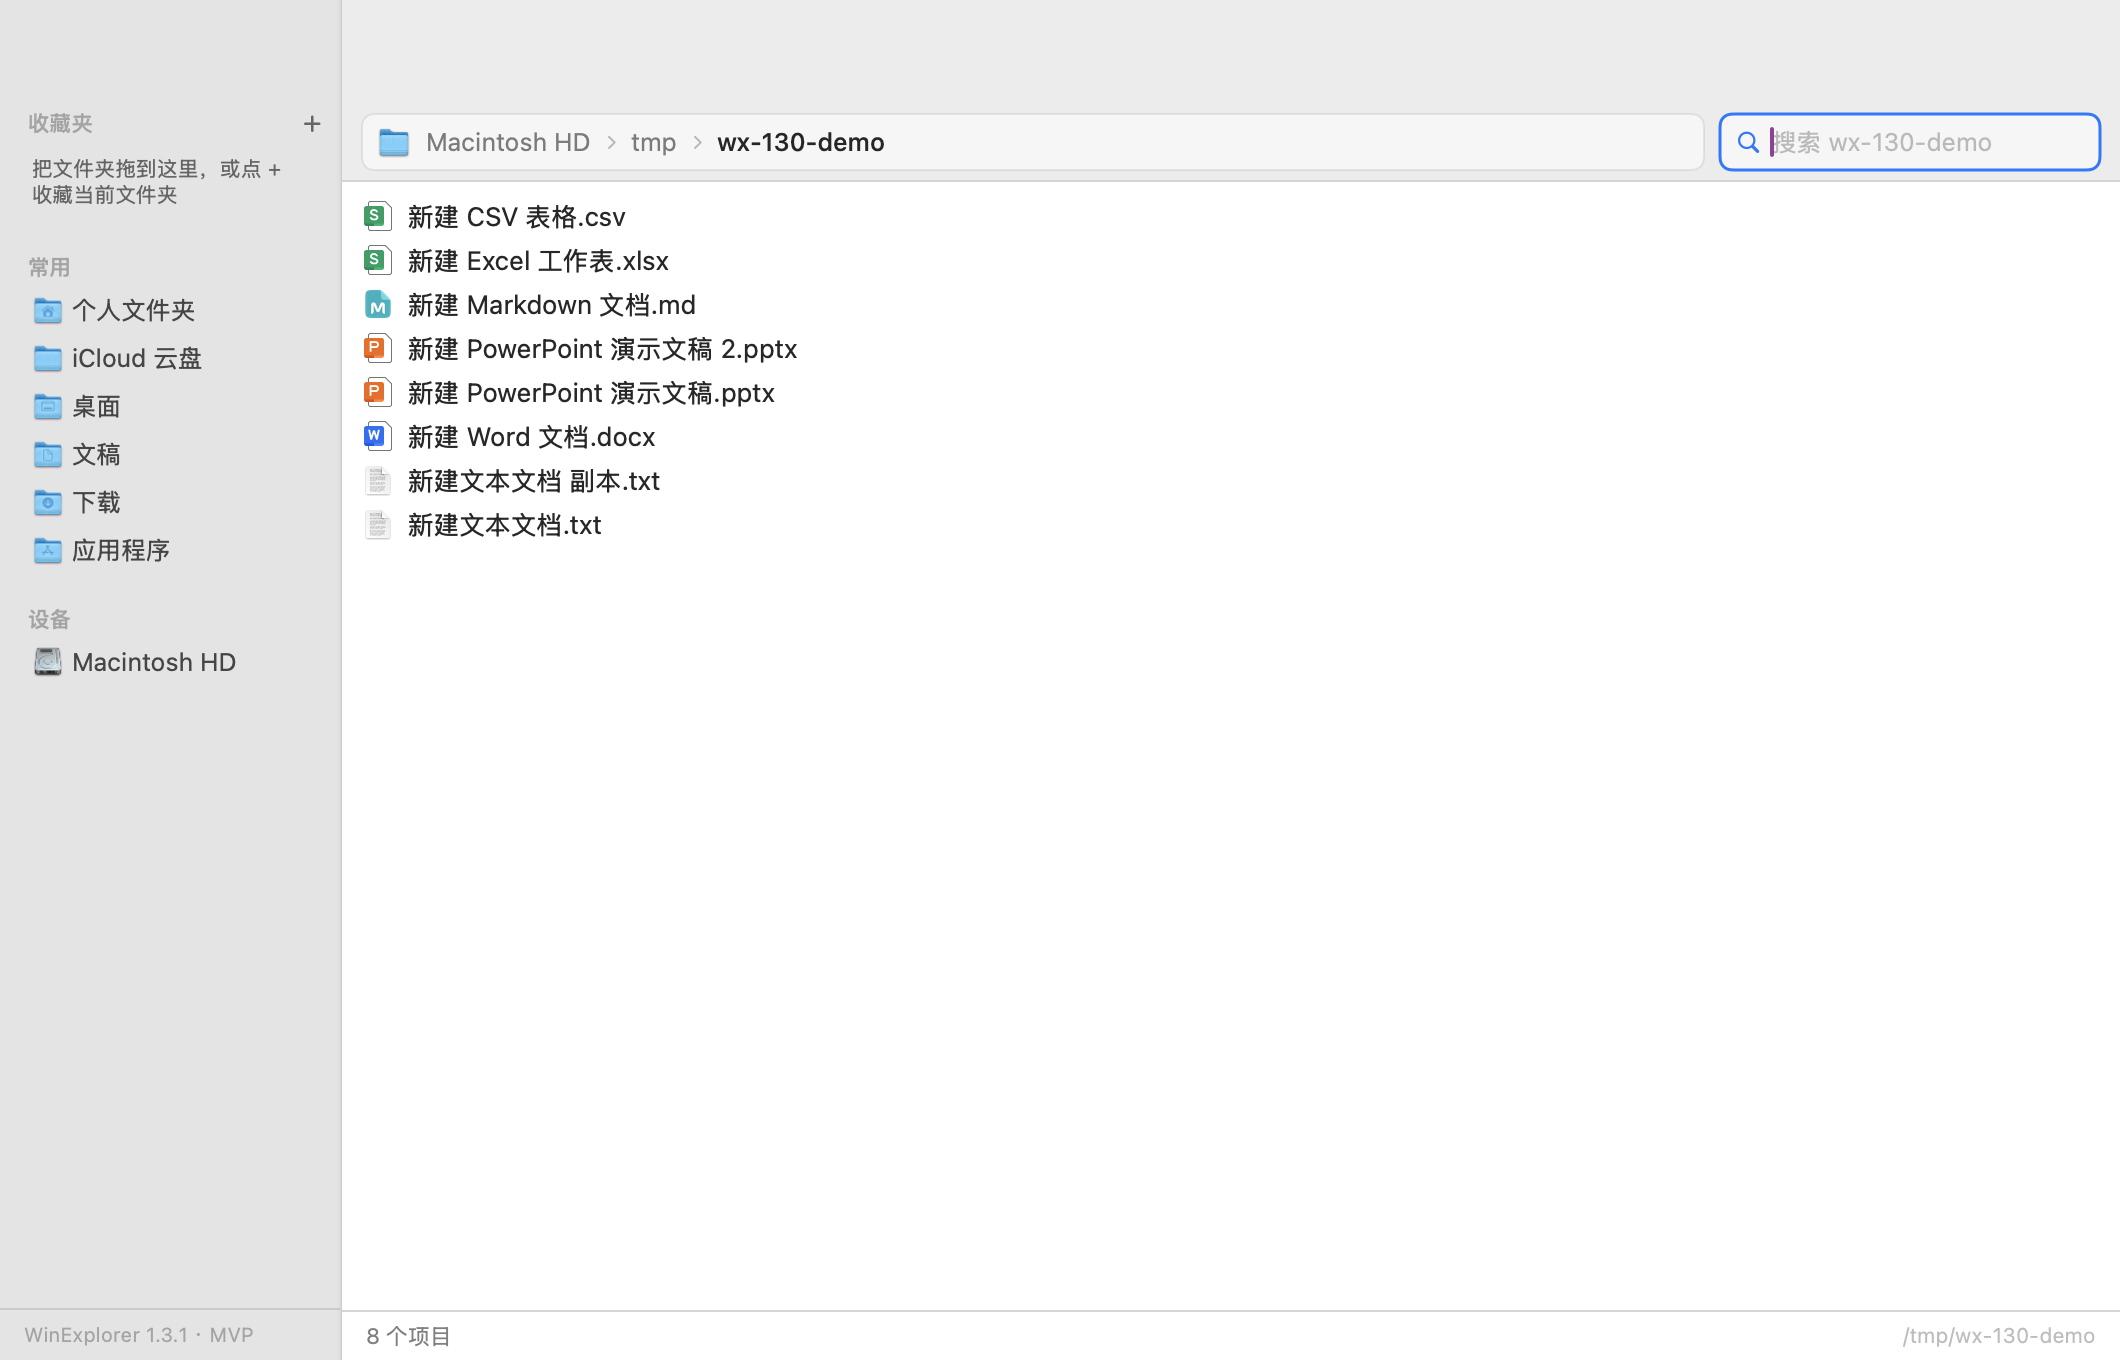 收藏夹 +
把文件夹拖到这里，或点 +
收藏当前文件夹
常用
个人文件夹
iCloud 云盘
桌面
文稿
下载
应用程序
设备
Macintosh HD
WinExplorer 1.3.1 · MVP
Macintosh HD › tmp › wx-130-demo
搜索 wx-130-demo
新建 CSV 表格.csv
新建 Excel 工作表.xlsx
新建 Markdown 文档.md
新建 PowerPoint 演示文稿 2.pptx
新建 PowerPoint 演示文稿.pptx
新建 Word 文档.docx
新建文本文档 副本.txt
新建文本文档.txt
8 个项目
/tmp/wx-130-demo